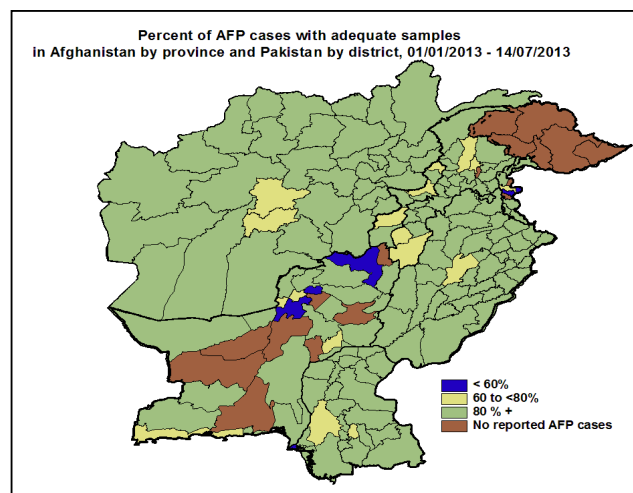 Percent of AFP cases with adequate samples
in Afghanistan by province and Pakistan by district, 01/01/2013 - 14/07/2013
< 60%
60 to <80%
80 % +
No reported AFP cases